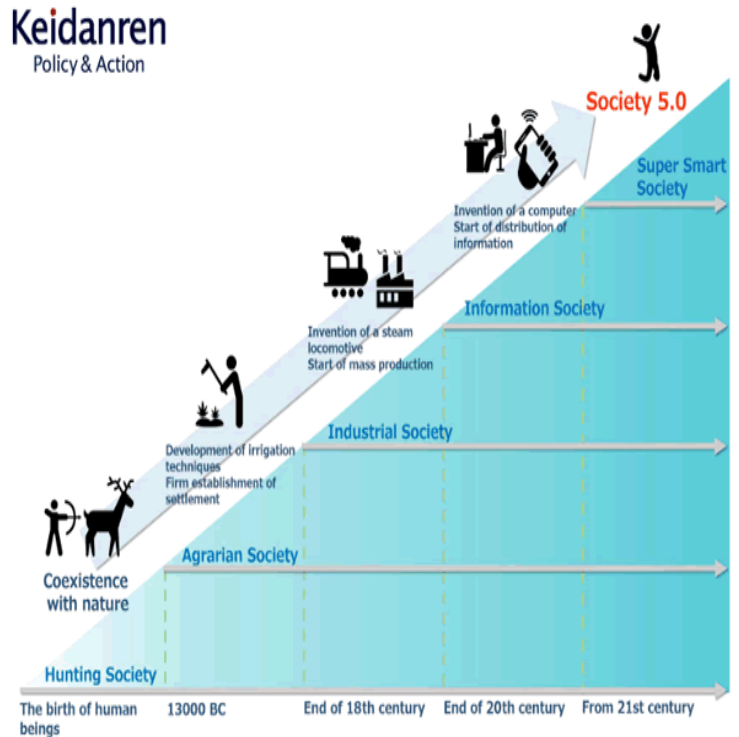 Keidanren
Policy & Action
Society 5.0
Super Smart
Society
Invention of a computer
Start of distribution of
information
Information Society
Invention of a steam
locomotive
Start of mass production
Industrial Society
Development of irrigation
techniques
Firm establishment of
settlement
Agrarian Society
Coexistence
with nature
Hunting Society
The birth of human
beings
13000 BC
End of 18th century
End of 20th century
From 21st century